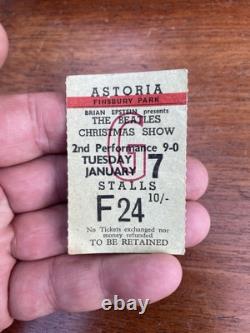 ASTORIA
FINSBURY PARK
BRIAN EPSTEIN presents
THE BEATLES
CHRISTMAS SHOW
2nd Performance 9-0
G
TUESDAY
JANUARY 7
STALLS
F 24 10/-
No Tickets exchanged nor
money refunded
TO BE RETAINED